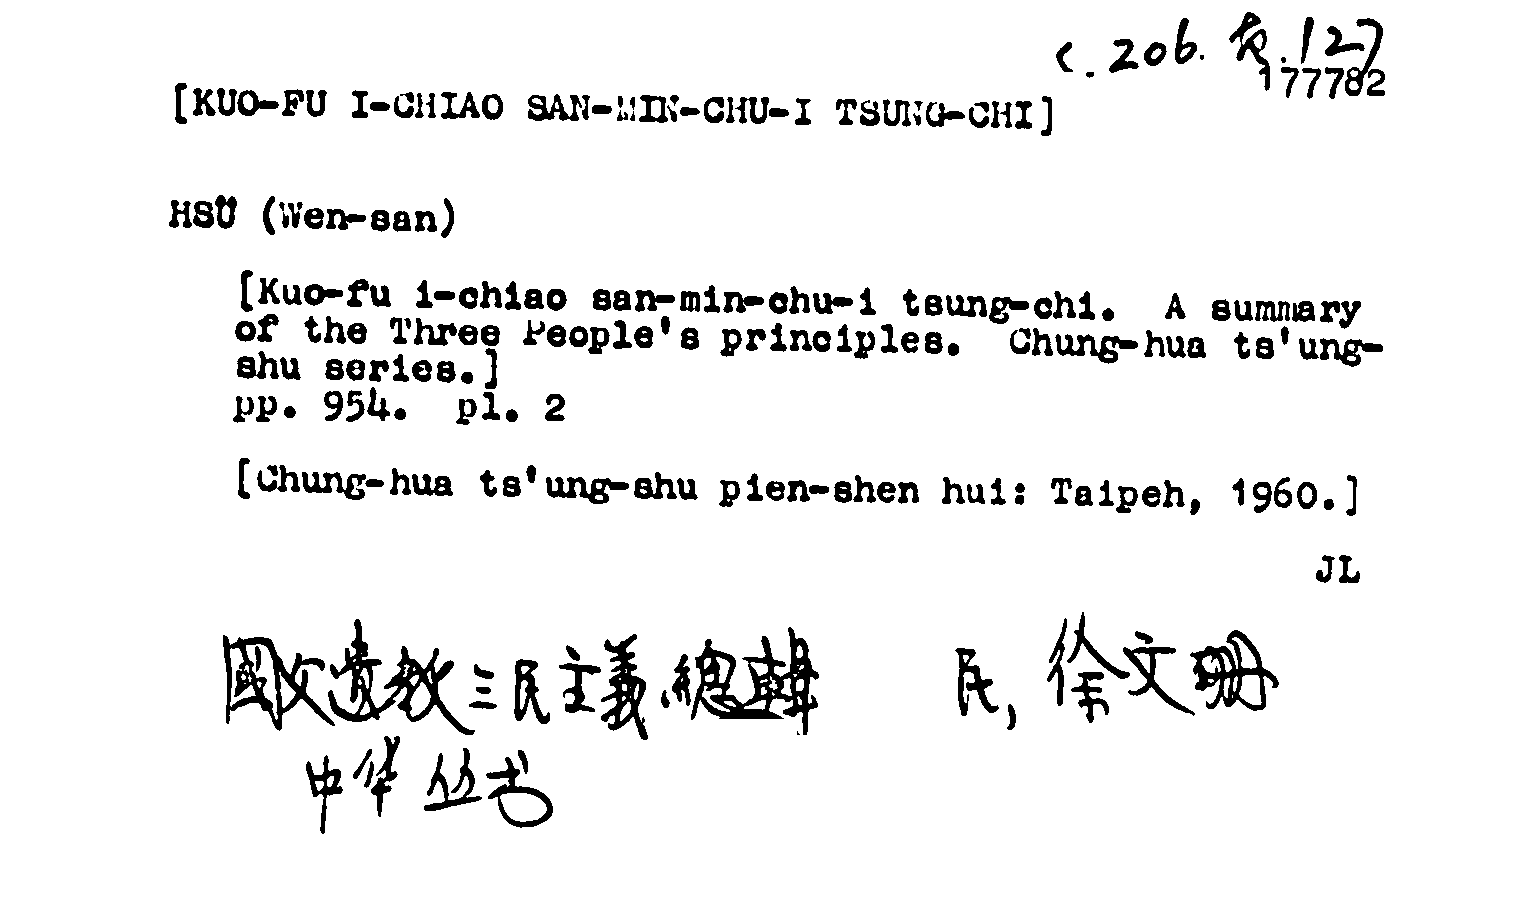 c. 206. 夜. 127
177782
[KUO-FU I-CHIAO SAN-MIN-CHU-I TSUNG-CHI]
HSÜ (Wen-san)
[Kuo-fu i-chiao san-min-chu-i tsung-chi. A summary
of the Three People's principles. Chung-hua ts'ung-
shu series.]
pp. 954. pl. 2
[Chung-hua ts'ung-shu pien-shen hui: Taipeh, 1960.]
JL
國父遺教三民主義總輯 民, 徐文珊
中华丛书